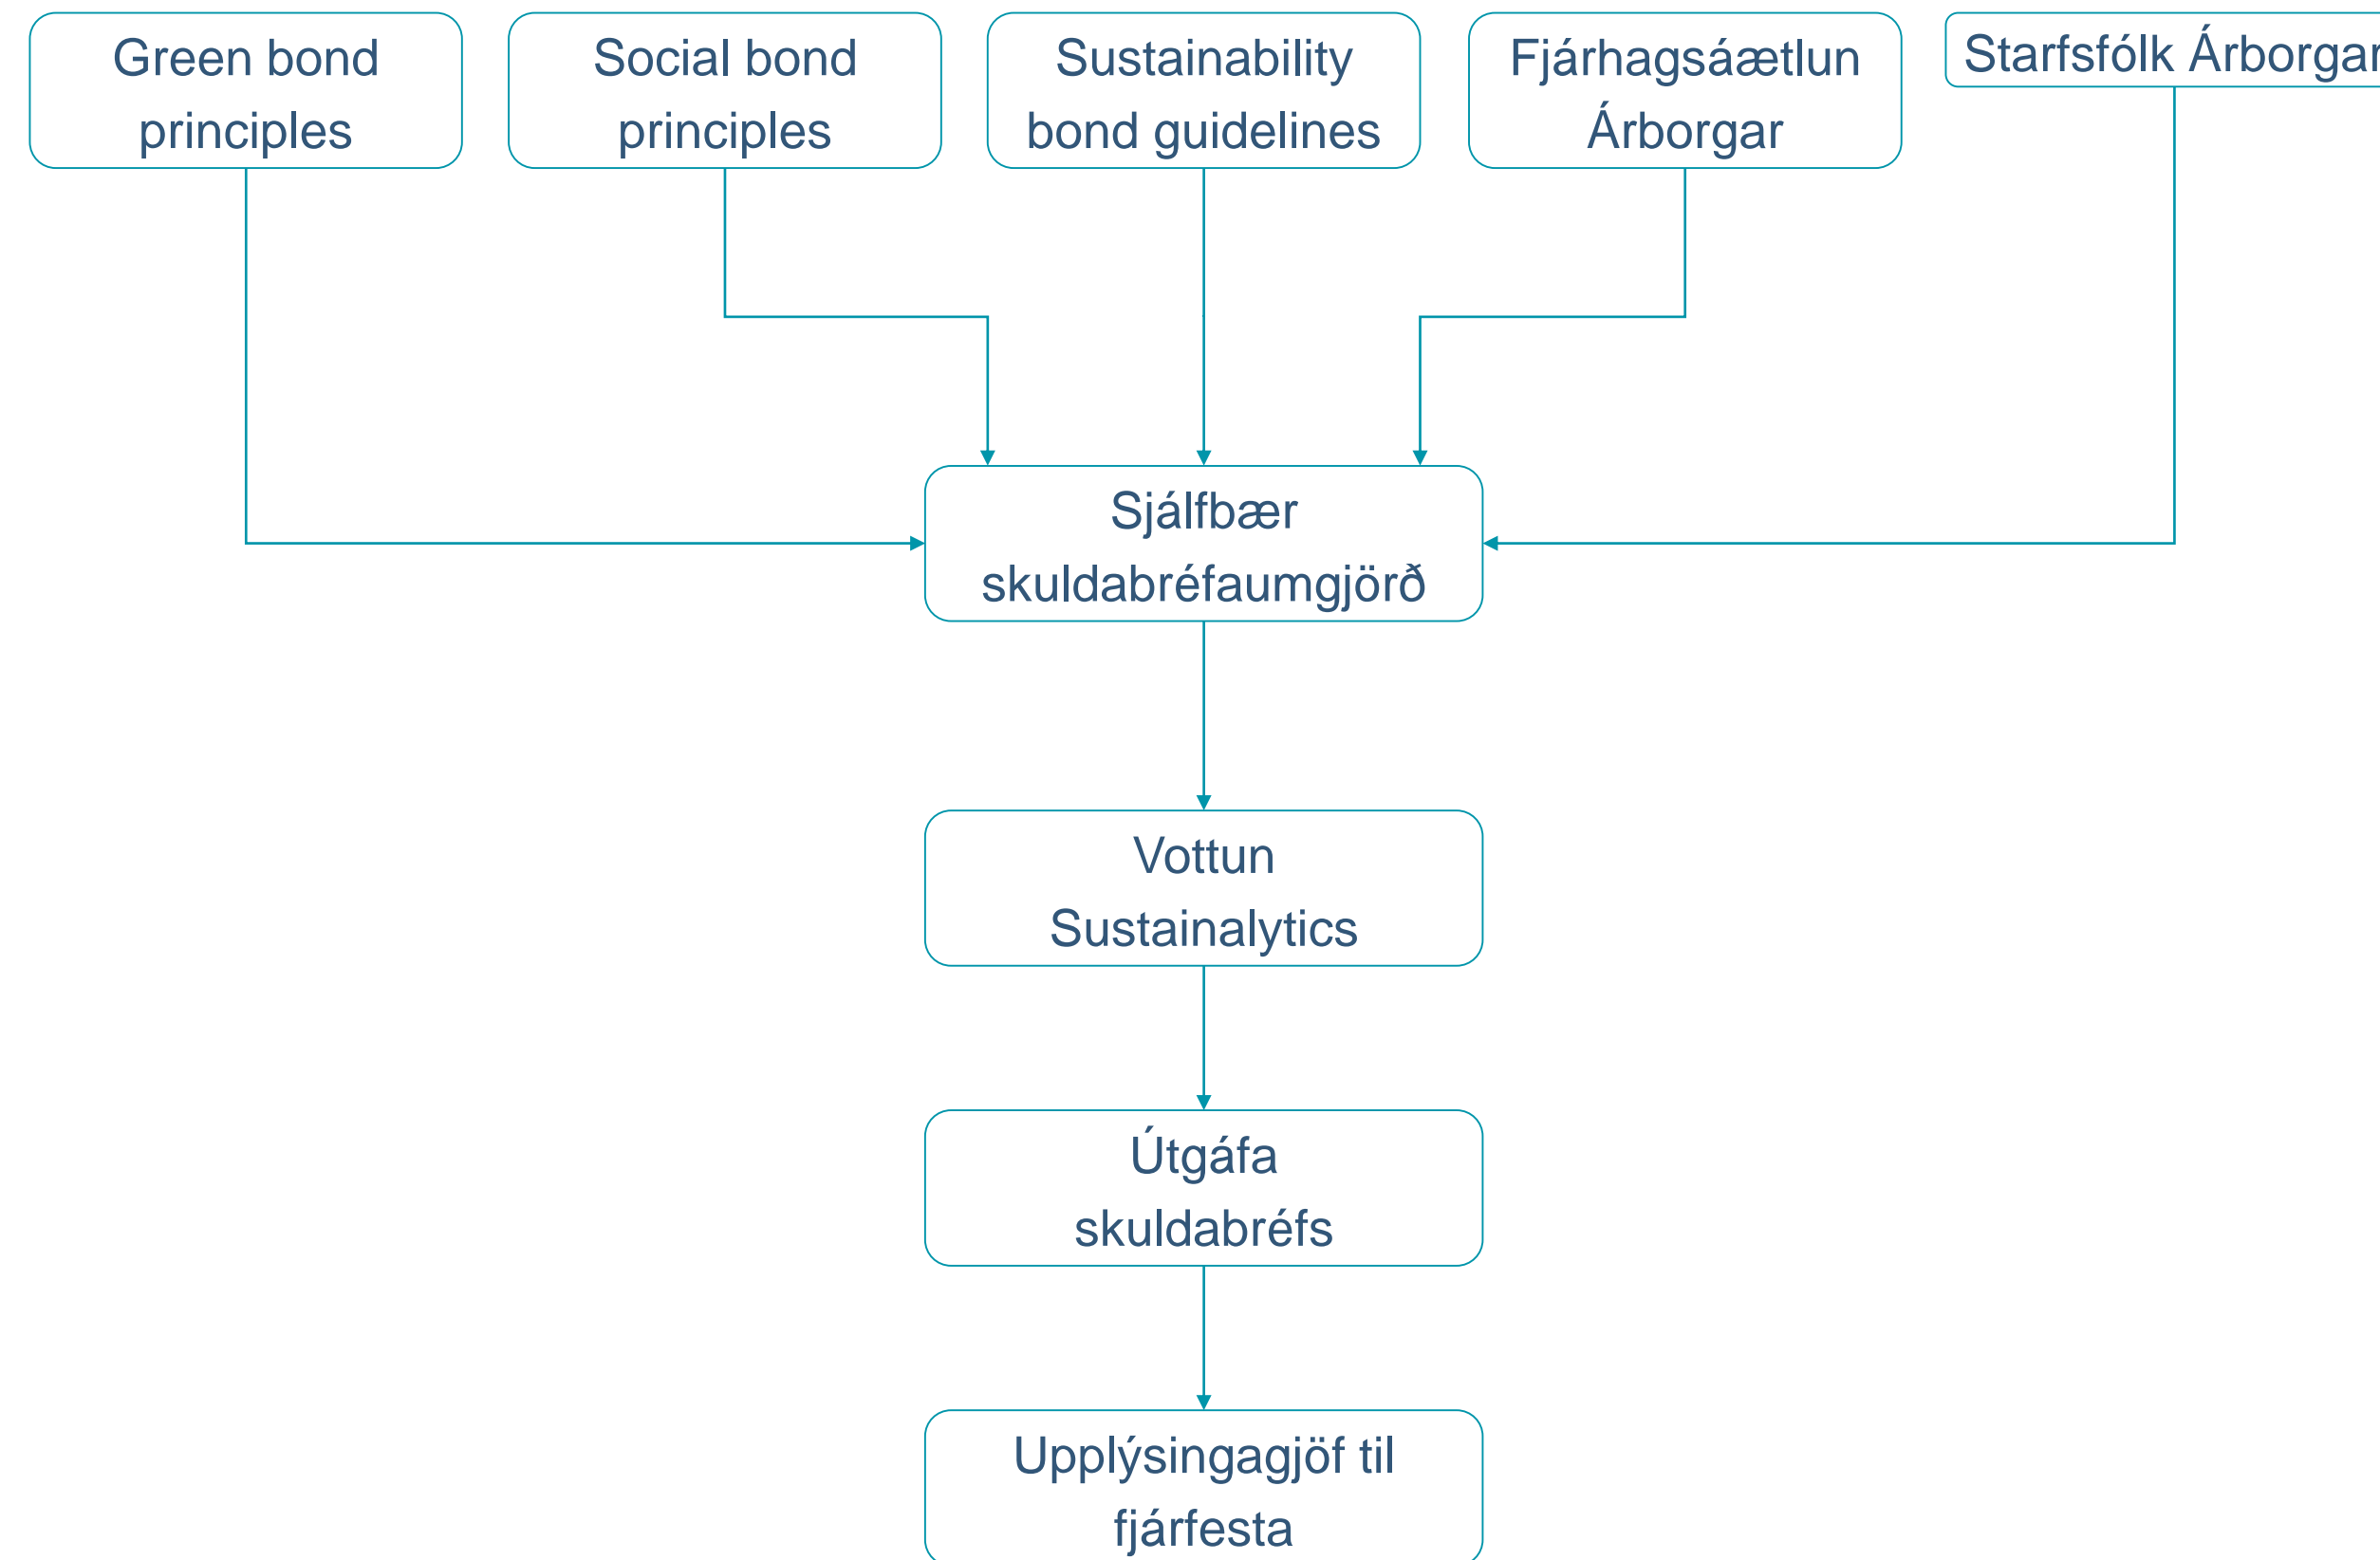 Green bond
principles
Social bond
principles
Sustainability
bond guidelines
Fjárhagsáætlun
Árborgar
Starfsfólk Árborgar
Sjálfbær
skuldabréfaumgjörð
Vottun
Sustainalytics
Útgáfa
skuldabréfs
Upplýsingagjöf til
fjárfesta